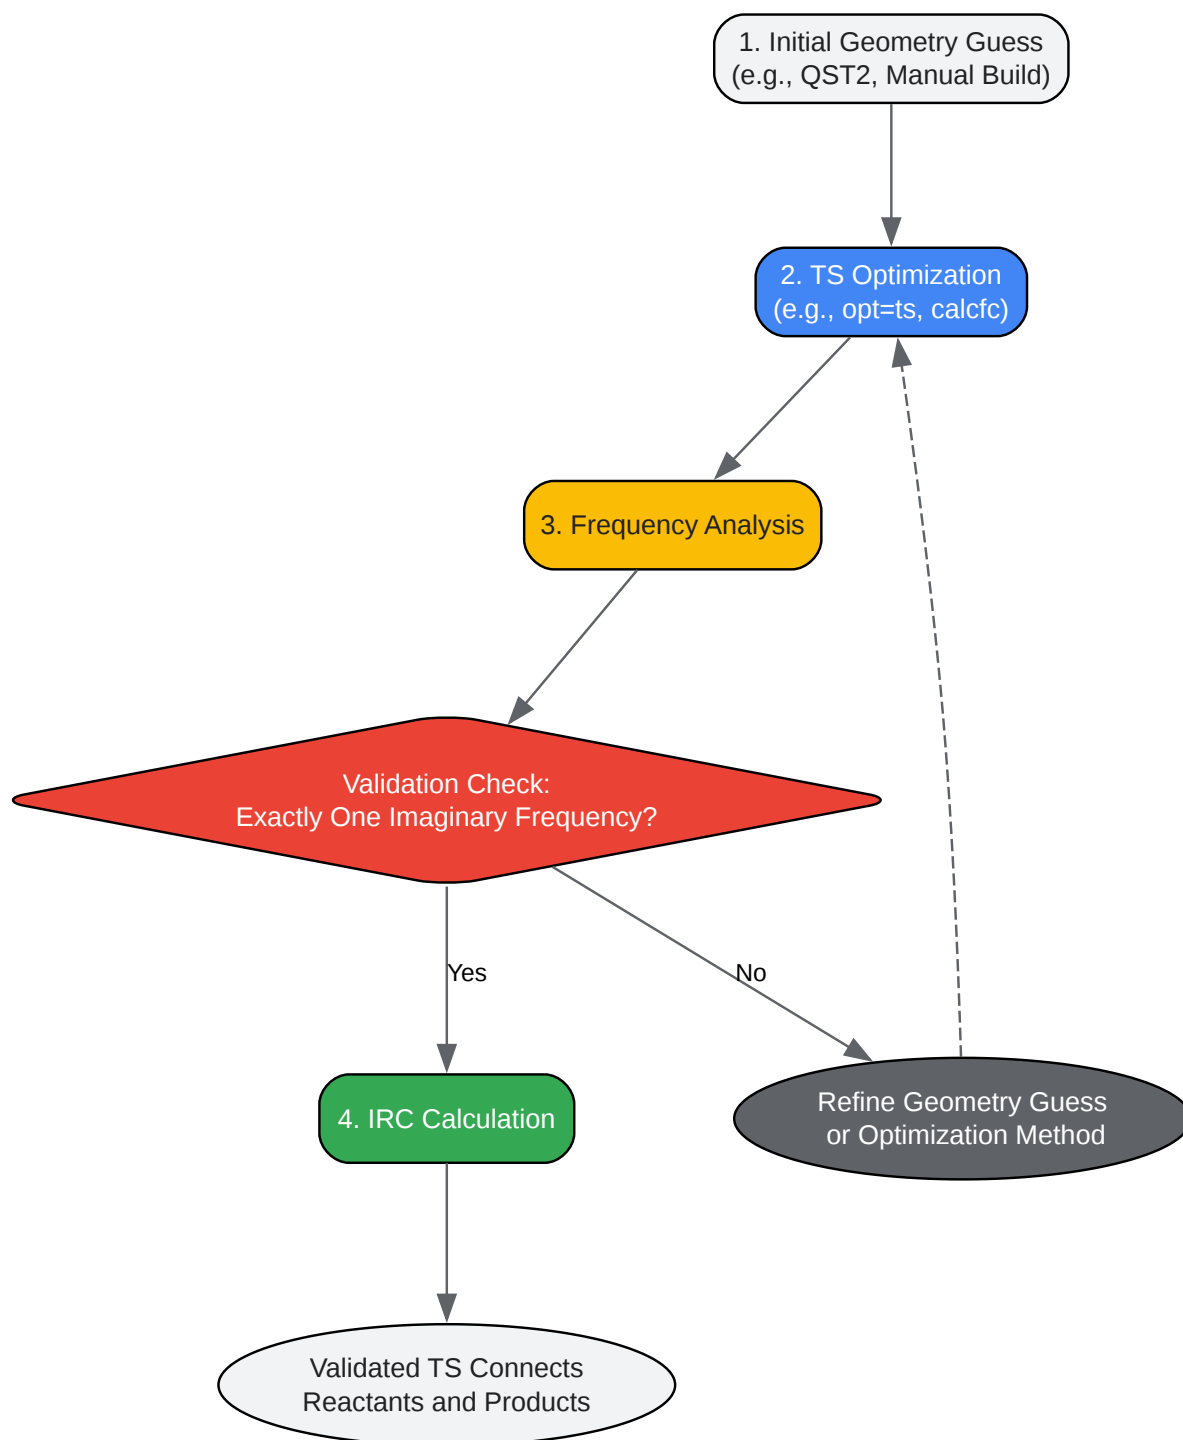 1. Initial Geometry Guess
(e.g., QST2, Manual Build)
2. TS Optimization
(e.g., opt=ts, calcfc)
3. Frequency Analysis
Validation Check:
Exactly One Imaginary Frequency?
Yes
No
4. IRC Calculation
Refine Geometry Guess
or Optimization Method
Validated TS Connects
Reactants and Products